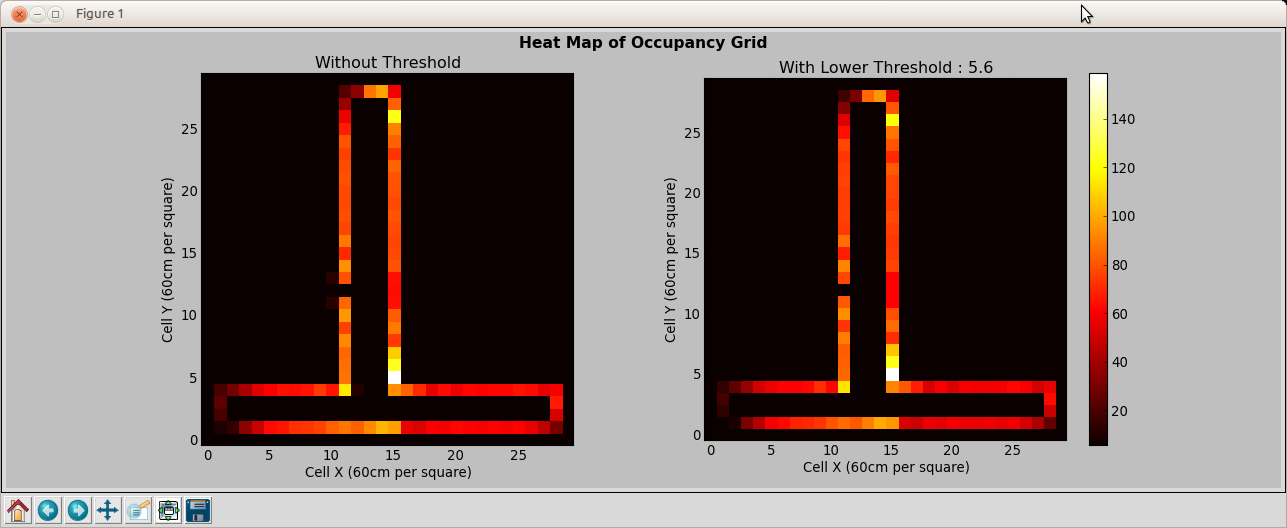 Figure 1
Heat Map of Occupancy Grid
Without Threshold
With Lower Threshold : 5.6
Cell Y (60cm per square)
25
20
15
10
5
0
0 5 10 15 20 25
Cell X (60cm per square)
Cell Y (60cm per square)
25
20
15
10
5
0
0 5 10 15 20 25
Cell X (60cm per square)
140
120
100
80
60
40
20